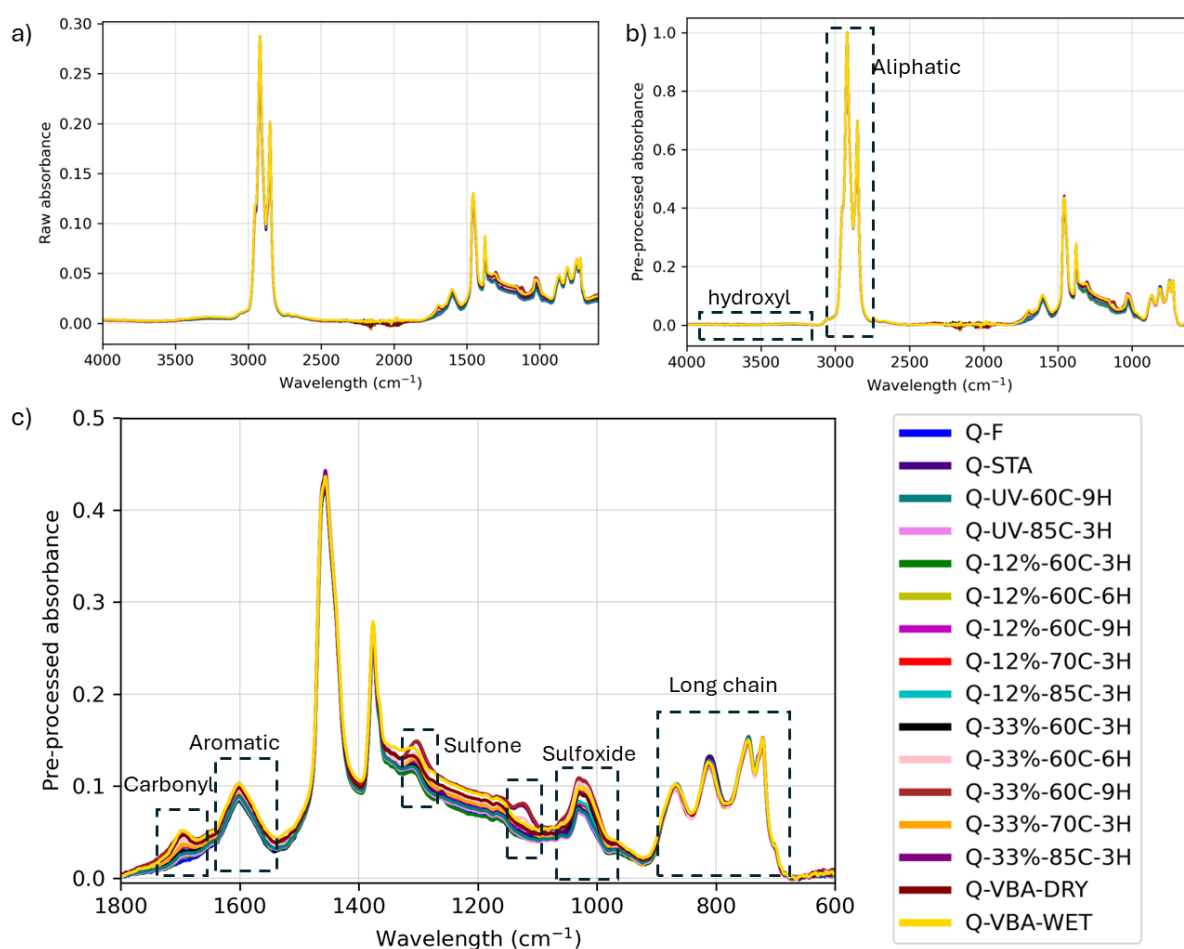 a)
0.30
0.25
0.20
0.15
0.10
0.05
0.00
Raw absorbance
4000 3500 3000 2500 2000 1500 1000
Wavelength (cm⁻¹)
b)
1.0
0.8
0.6
0.4
0.2
0.0
Pre-processed absorbance
Aliphatic
hydroxyl
4000 3500 3000 2500 2000 1500 1000
Wavelength (cm⁻¹)
c)
0.5
0.4
0.3
0.2
0.1
0.0
Pre-processed absorbance
Carbonyl
Aromatic
Sulfone
Sulfoxide
Long chain
1800 1600 1400 1200 1000 800 600
Wavelength (cm⁻¹)
Q-F
Q-STA
Q-UV-60C-9H
Q-UV-85C-3H
Q-12%-60C-3H
Q-12%-60C-6H
Q-12%-60C-9H
Q-12%-70C-3H
Q-12%-85C-3H
Q-33%-60C-3H
Q-33%-60C-6H
Q-33%-60C-9H
Q-33%-70C-3H
Q-33%-85C-3H
Q-VBA-DRY
Q-VBA-WET